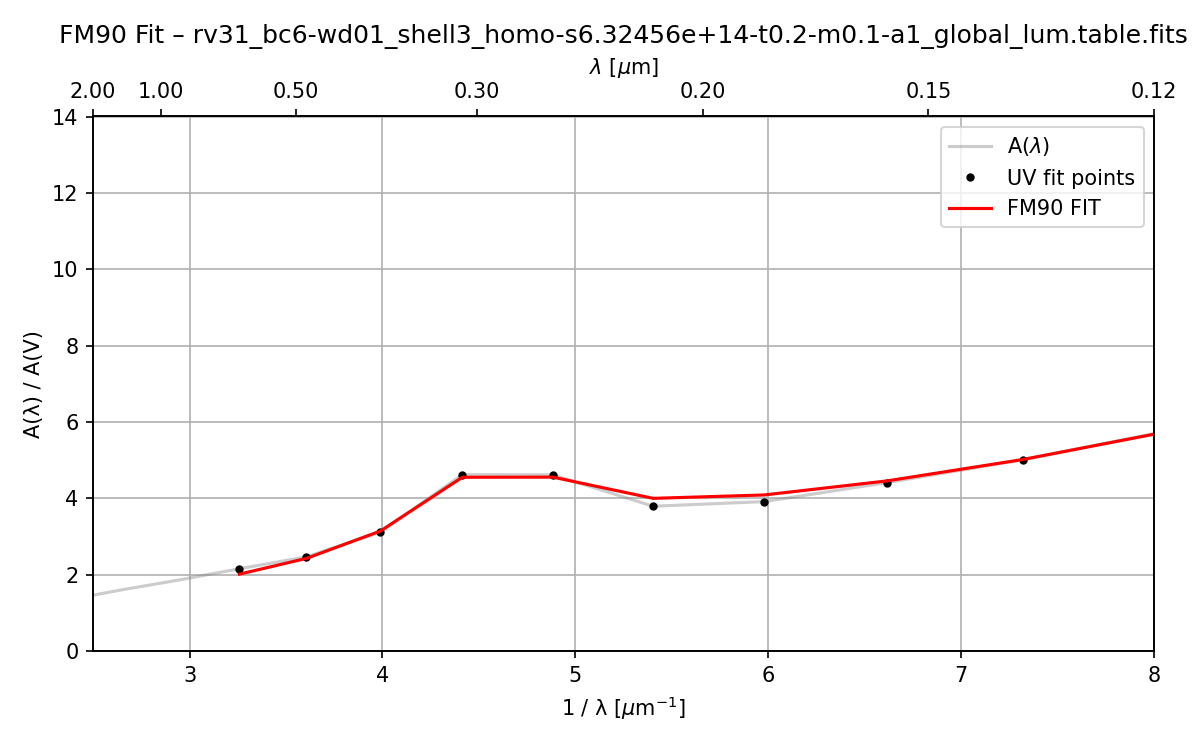 FM90 Fit – rv31_bc6-wd01_shell3_homo-s6.32456e+14-t0.2-m0.1-a1_global_lum.table.fits
λ [μm]
2.00 1.00 0.50 0.30 0.20 0.15 0.12
14
12
10
8
6
4
2
0
A(λ) / A(V)
A(λ)
UV fit points
FM90 FIT
3 4 5 6 7 8
1 / λ [μm⁻¹]